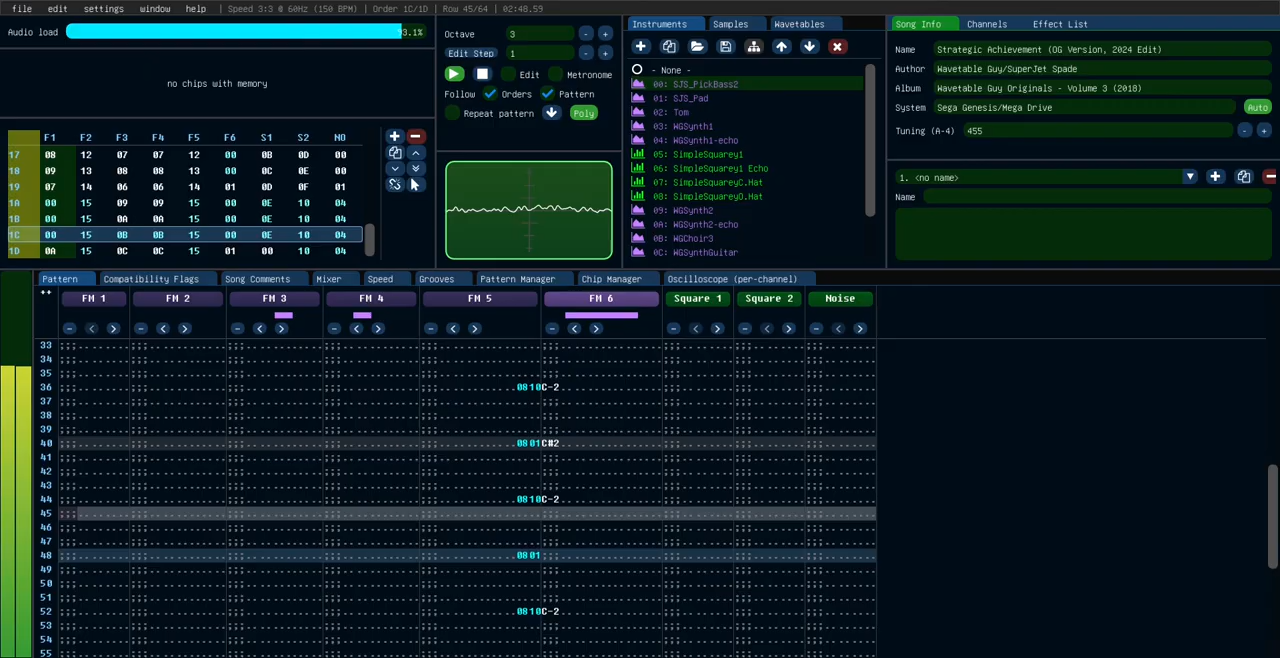 file edit settings window help | Speed 3:3 @ 60Hz (150 BPM) | Order 1C/1D | Row 45/64 | 02:48.59
Audio load 93.1%
no chips with memory
F1 F2 F3 F4 F5 F6 S1 S2 NO
17 08 12 07 07 12 00 0B 0D 00
18 09 13 08 08 13 00 0C 0E 00
19 07 14 06 06 14 01 0D 0F 01
1A 00 15 09 09 15 00 0E 10 04
1B 00 15 0A 0A 15 00 0E 10 04
1C 00 15 0B 0B 15 00 0E 10 04
1D 0A 15 0C 0C 15 01 00 10 04
Octave 3 - +
Edit Step 1 - +
Edit Metronome
Follow Orders Pattern
Repeat pattern Poly
Instruments Samples Wavetables
- None -
00: SJS_PickBass2
01: SJS_Pad
02: Tom
03: WGSynth1
04: WGSynth1-echo
05: SimpleSquarey1
06: SimpleSquarey1 Echo
07: SimpleSquareyC.Hat
08: SimpleSquareyO.Hat
09: WGSynth2
0A: WGSynth2-echo
0B: WGChoir3
0C: WGSynthGuitar
Song Info Channels Effect List
Name Strategic Achievement (OG Version, 2024 Edit)
Author Wavetable Guy/SuperJet Spade
Album Wavetable Guy Originals - Volume 3 (2018)
System Sega Genesis/Mega Drive Auto
Tuning (A-4) 455 - +
1. <no name>
Name
Pattern Compatibility Flags Song Comments Mixer Speed Grooves Pattern Manager Chip Manager Oscilloscope (per-channel)
++ FM 1 FM 2 FM 3 FM 4 FM 5 FM 6 Square 1 Square 2 Noise
33
34
35
36 0810 C-2
37
38
39
40 0801 C#2
41
42
43
44 0810 C-2
45
46
47
48 0801
49
50
51
52 0810 C-2
53
54
55